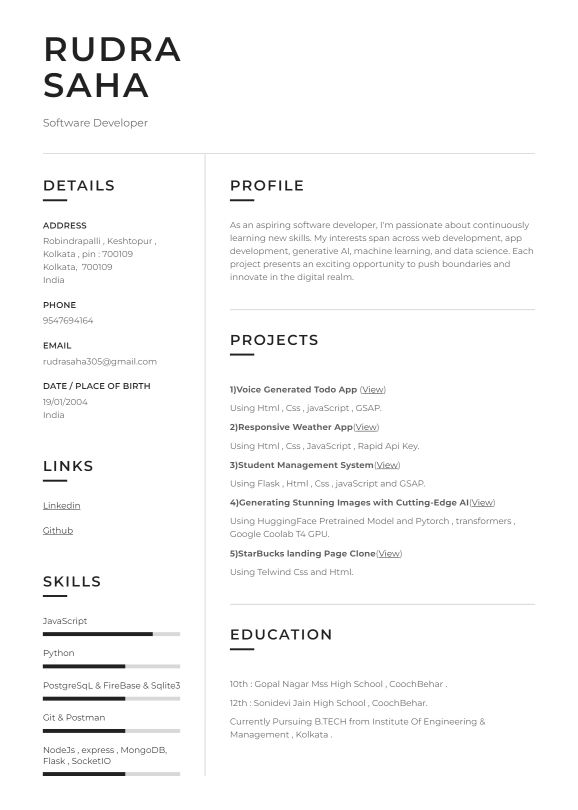 RUDRA
SAHA
Software Developer
DETAILS
ADDRESS
Robindrapalli , Keshtopur ,
Kolkata , pin : 700109
Kolkata,  700109
India
PHONE
9547694164
EMAIL
rudrasaha305@gmail.com
DATE / PLACE OF BIRTH
19/01/2004
India
LINKS
Linkedin
Github
SKILLS
JavaScript
Python
PostgreSqL & FireBase & Sqlite3
Git & Postman
NodeJs , express , MongoDB,
Flask , SocketIO
PROFILE
As an aspiring software developer, I'm passionate about continuously
learning new skills. My interests span across web development, app
development, generative AI, machine learning, and data science. Each
project presents an exciting opportunity to push boundaries and
innovate in the digital realm.
PROJECTS
1)Voice Generated Todo App (View)
Using Html , Css , javaScript , GSAP.
2)Responsive Weather App(View)
Using Html , Css , JavaScript , Rapid Api Key.
3)Student Management System(View)
Using Flask , Html , Css , javaScript and GSAP.
4)Generating Stunning Images with Cutting-Edge AI(View)
Using HuggingFace Pretrained Model and Pytorch , transformers ,
Google Coolab T4 GPU.
5)StarBucks landing Page Clone(View)
Using Telwind Css and Html.
EDUCATION
10th : Gopal Nagar Mss High School , CoochBehar .
12th : Sonidevi Jain High School , CoochBehar.
Currently Pursuing B.TECH from Institute Of Engineering &
Management , Kolkata .